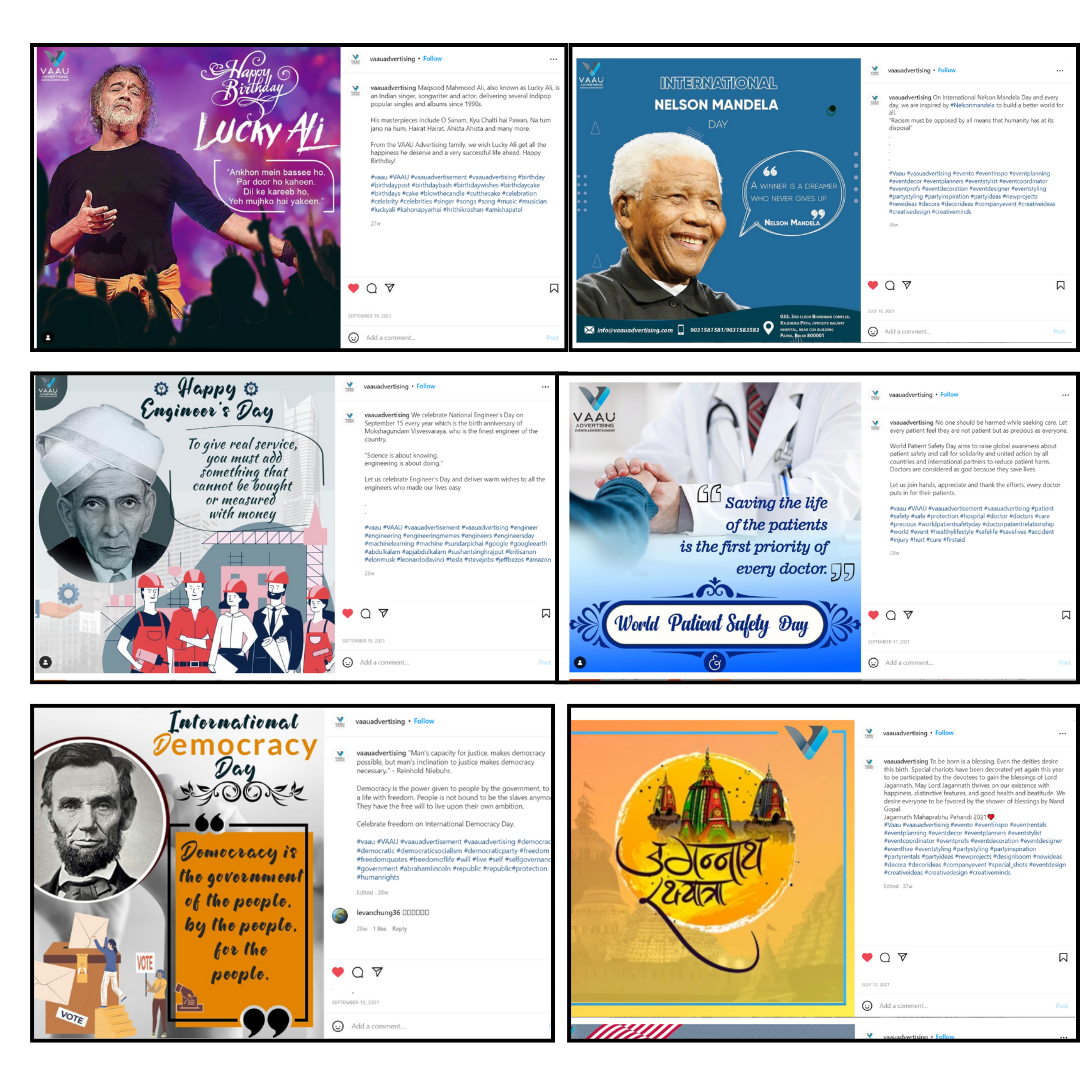 VAAU
ADVERTISING
Happy
Birthday
LUCKY ALI
"Ankhon mein bassee ho,
Par door ho kaheen.
Dil ke kareeb ho,
Yeh mujhko hai yakeen."
vaauadvertising • Follow
vaauadvertising Maqsood Mahmood Ali, also known as Lucky Ali, is
an Indian singer, songwriter and actor, delivering several Indipop
popular singles and albums since 1990s.
His masterpieces include O Sanam, Kyu Chalti hai Pawan, Na tum
jano na hum, Hairat Hairat, Ahista Ahista and many more.
From the VAAU Advertising family, we wish Lucky Ali get all the
happiness he deserve and a very successful life ahead. Happy
Birthday!
#vaau #VAAU #vaauadvertisement #vaauadvertising #birthday
#birthdaypost #birthdaybash #birthdaywishes #birthdaycake
#birthdays #cake #blowthecandle #cutthecake #celebration
#celebrity #celebrities #singer #songs #song #music #musician
#luckyali #kahonapyarhai #hrithikroshan #amishapatel
27w
SEPTEMBER 19, 2021
Add a comment...
Post
VAAU
ADVERTISING
INTERNATIONAL
NELSON MANDELA
DAY
A WINNER IS A DREAMER
WHO NEVER GIVES UP
NELSON MANDELA
info@vaauadvertising.com
9031581581/9031583583
033, 3RD FLOOR BHAWWANI COMPLEX,
RAJENDRA PATH, OPPOSITE RAILWAY
HOSPITAL, NEAR CDA BUILDING
PATNA, BIHAR 800001
vaauadvertising • Follow
vaauadvertising On International Nelson Mandela Day and every
day, we are inspired by #Nelsonmandela to build a better world for
all.
"Racism must be opposed by all means that humanity has at its
disposal"
.
.
.
.
.
#Vaau #vaauadvertising #evento #eventinspo #eventplanning
#eventdecor #eventplanners #eventstylist #eventcoordinator
#eventprofs #eventdecoration #eventdesigner #eventstyling
#partystyling #partyinspiration #partyideas #newprojects
#newideas #decora #decorideas #companyevent #creativeideas
#creativedesign #creativeminds
36w
Add a comment...
Post
VAAU
ADVERTISING
Happy
Engineer's Day
To give real service,
you must add
something that
cannot be bought
or measured
with money
vaauadvertising • Follow
vaauadvertising We celebrate National Engineer's Day on
September 15 every year which is the birth anniversary of
Mokshagundam Visvesvaraya, who is the finest engineer of the
country.
"Science is about knowing,
engineering is about doing."
Let us celebrate Engineer's Day and deliver warm wishes to all the
engineers who made our lives easy
.
.
#vaau #VAAU #vaauadvertisement #vaauadvertising #engineer
#engineering #engineeringmemes #engineers #engineersday
#machinelearning #machine #sundarpichai #google #googleearth
#abdulkalam #apjabdulkalam #sushantsinghrajput #kritisanon
#elonmusk #leonardodavinci #tesla #stevejobs #jeffbezos #amazon
SEPTEMBER 15, 2021
Add a comment...
Post
VAAU
ADVERTISING
EVENTS & ENTERTAINMENT
Saving the life
of the patients
is the first priority of
every doctor.
World Patient Safety Day
vaauadvertising • Follow
vaauadvertising No one should be harmed while seeking care. Let
every patient feel they are not patient but as precious as everyone.
World Patient Safety Day aims to raise global awareness about
patient safety and call for solidarity and united action by all
countries and international partners to reduce patient harm.
Doctors are considered as god because they save lives.
Let us join hands, appreciate and thank the efforts, every doctor
puts in for their patients.
#vaau #VAAU #vaauadvertisement #vaauadvertising #patient
#safety #safe #protection #hospital #doctor #doctors #care
#precious #worldpatientsafetyday #doctorpatientrelationship
#world #event #healthylifestyle #safelife #savelives #accident
#injury #hurt #cure #firstaid
28w
SEPTEMBER 17, 2021
Add a comment...
Post
International
Democracy
Day
Democracy is
the government
of the people,
by the people,
for the
people.
VOTE
VOTE
vaauadvertising • Follow
vaauadvertising "Man's capacity for justice, makes democracy
possible, but man's inclination to justice makes democracy
necessary." - Reinhold Niebuhr.
Democracy is the power given to people by the government, to
a life with freedom. People is not bound to be the slaves anymo
They have the free will to live upon their own ambition.
Celebrate freedom on International Democracy Day.
#vaau #VAAU #vaauadvertisement #vaauadvertising #democrac
#democratic #democraticsocialism #democraticparty #freedom
#freedomquotes #freedomoflife #will #live #self #selfgovernanc
#government #abrahamlincoln #republic #republic#protection
#humanrights
Edited · 28w
levanchung36
28w 1 like Reply
SEPTEMBER 15, 2021
Add a comment...
जगन्नाथ
रथयात्रा
vaauadvertising • Follow
vaauadvertising To be born is a blessing. Even the deities desire
this birth. Special chariots have been decorated yet again this year
to be participated by the devotees to gain the blessings of Lord
Jagannath, May Lord Jagannath thrives on our existence with
happiness, distinctive features, and good health and beatitude. We
desire everyone to be favored by the shower of blessings by Nand
Gopal.
Jagannath Mahaprabhu Pahandi 2021❤.
#Vaau #vaauadvertising #evento #eventinspo #eventrentals
#eventplanning #eventdecor #eventplanners #eventstylist
#eventcoordinator #eventprofs #eventdecoration #eventdesigner
#eventhire #eventstyling #partystyling #partyinspiration
#partyrentals #partyideas #newprojects #designboom #newideas
#decora #decorideas #companyevent #special_shots #eventdesign
#creativeideas #creativedesign #creativeminds
Edited · 37w
JULY 12, 2021
Add a comment...
Post
vaauadvertising • Follow